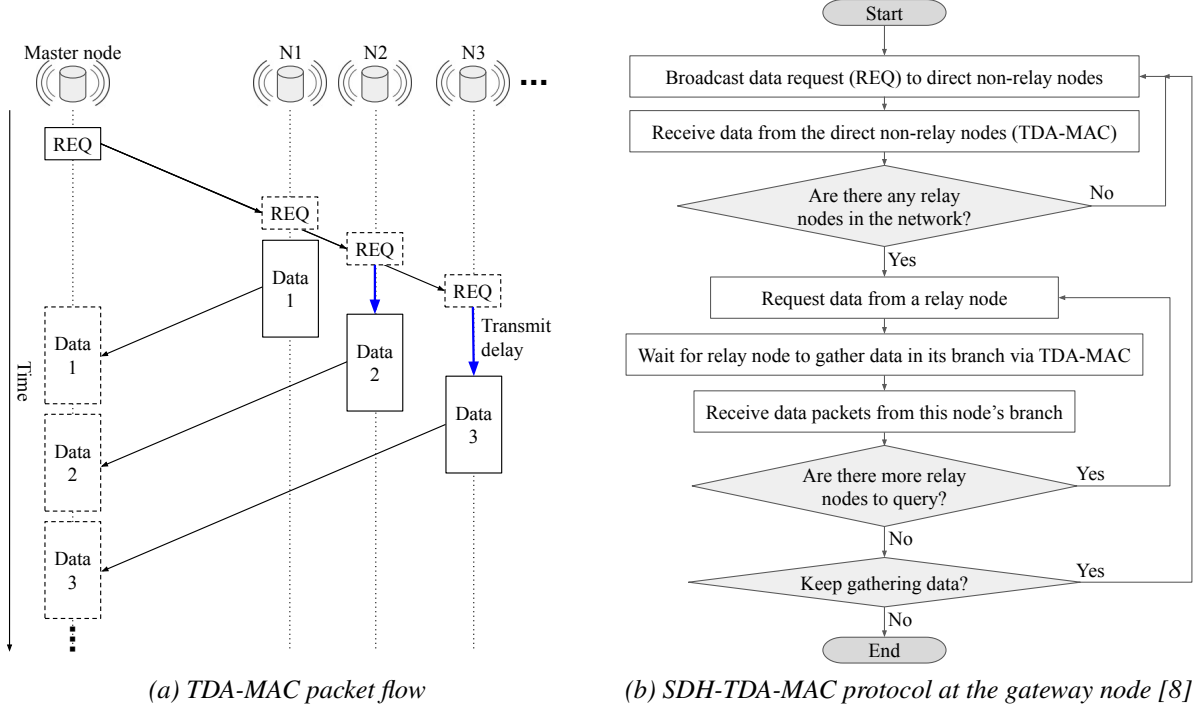 Master node
N1
N2
N3
...
REQ
REQ
REQ
REQ
Data
1
Data
2
Data
3
Transmit
delay
Data
1
Data
2
Data
3
Time
(a) TDA-MAC packet flow
Start
Broadcast data request (REQ) to direct non-relay nodes
Receive data from the direct non-relay nodes (TDA-MAC)
Are there any relay
nodes in the network?
No
Yes
Request data from a relay node
Wait for relay node to gather data in its branch via TDA-MAC
Receive data packets from this node’s branch
Are there more relay
nodes to query?
Yes
No
Keep gathering data?
Yes
No
End
(b) SDH-TDA-MAC protocol at the gateway node [8]